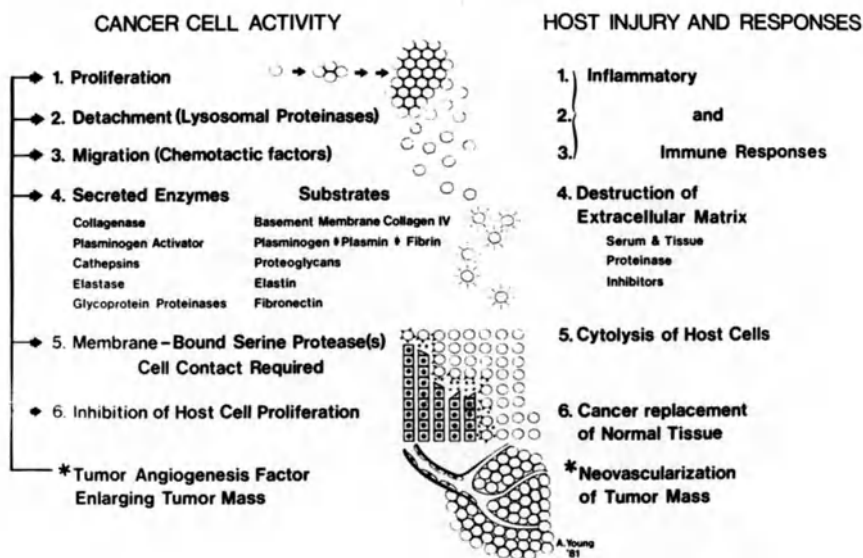 CANCER CELL ACTIVITY
HOST INJURY AND RESPONSES
1. Proliferation
2. Detachment (Lysosomal Proteinases)
3. Migration (Chemotactic factors)
4. Secreted Enzymes Substrates
Collagenase Basement Membrane Collagen IV
Plasminogen Activator Plasminogen Plasmin Fibrin
Cathepsins Proteoglycans
Elastase Elastin
Glycoprotein Proteinases Fibronectin
5. Membrane-Bound Serine Protease(s)
Cell Contact Required
6. Inhibition of Host Cell Proliferation
*Tumor Angiogenesis Factor
Enlarging Tumor Mass
1. Inflammatory
2. and
3. Immune Responses
4. Destruction of
Extracellular Matrix
Serum & Tissue
Proteinase
Inhibitors
5. Cytolysis of Host Cells
6. Cancer replacement
of Normal Tissue
*Neovascularization
of Tumor Mass
A. Young
'81